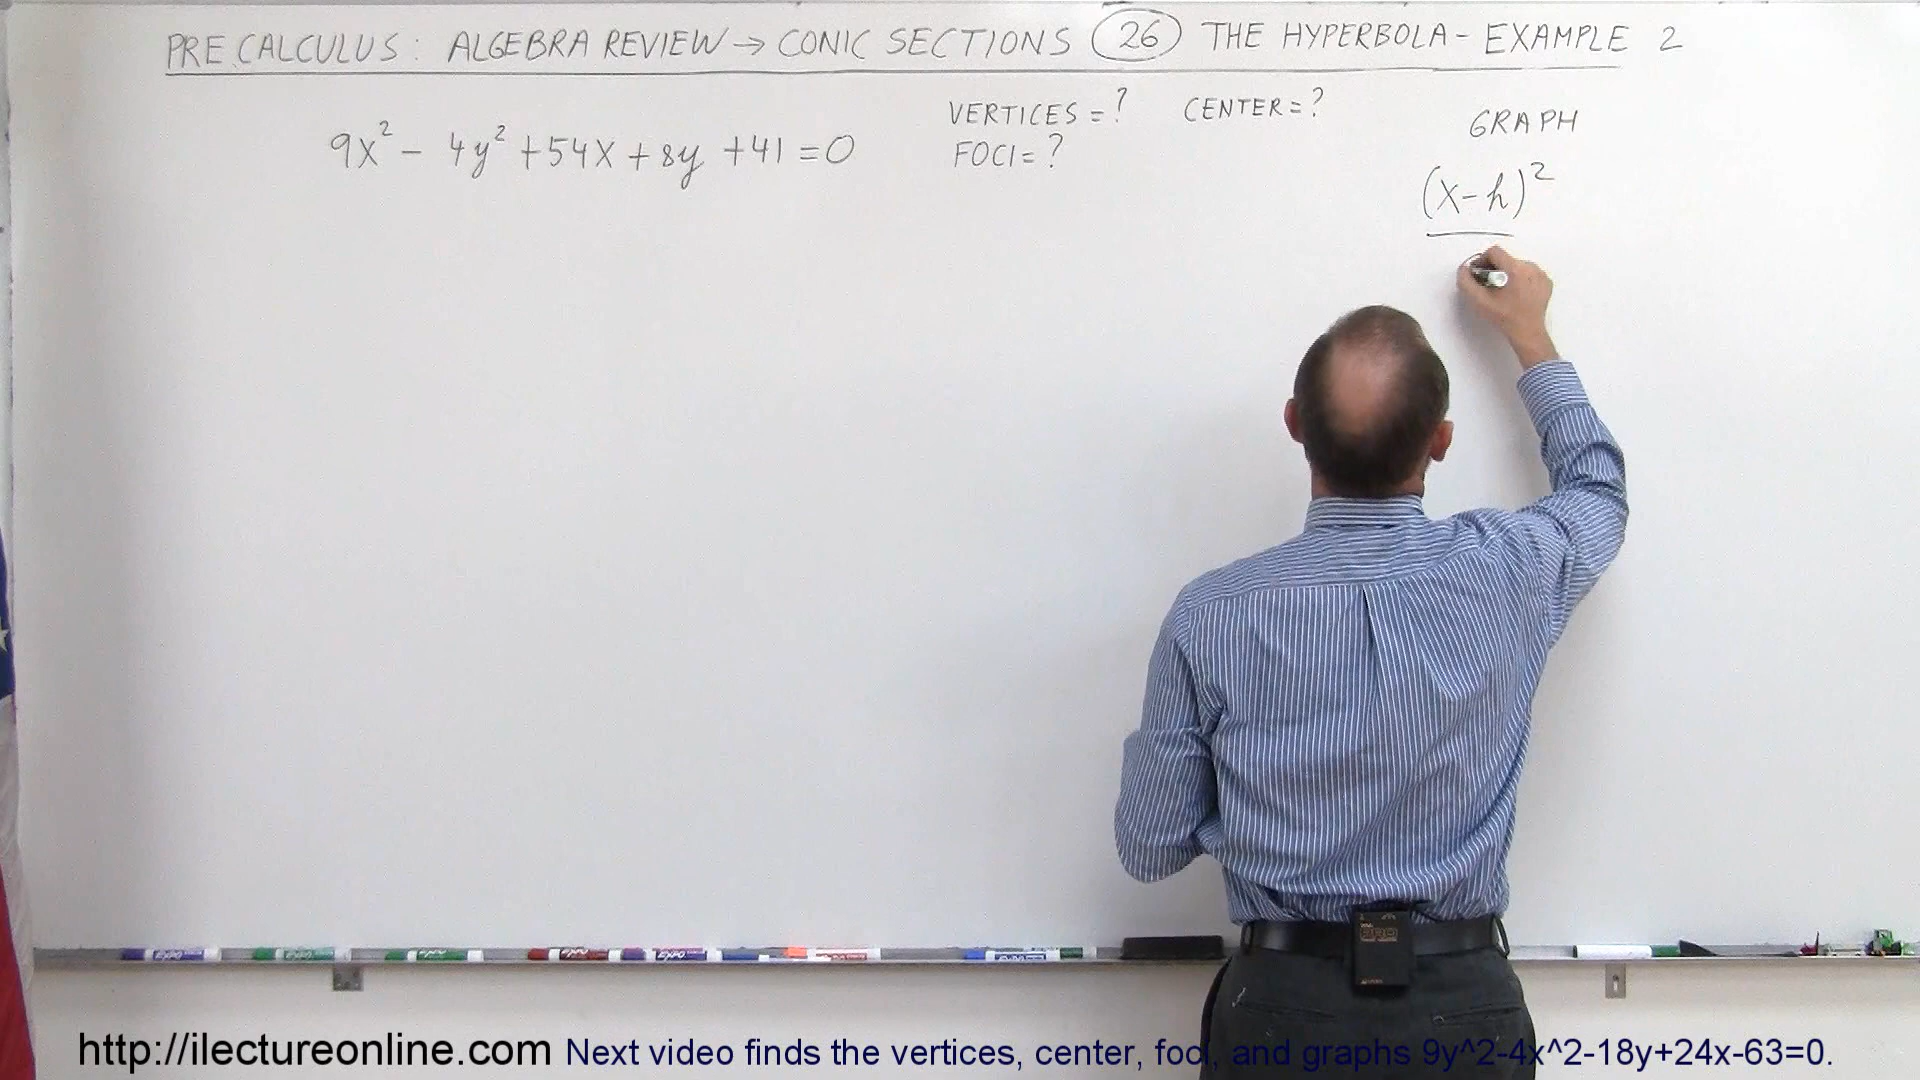 PRE CALCULUS: ALGEBRA REVIEW → CONIC SECTIONS 26 THE HYPERBOLA - EXAMPLE 2
9x² - 4y² + 54x + 8y + 41 = 0
VERTICES = ? CENTER = ?
FOCI = ?
GRAPH
(x - h)²
EXPO
EXPO
http://ilectureonline.com Next video finds the vertices, center, foci, and graphs 9y^2-4x^2-18y+24x-63=0.